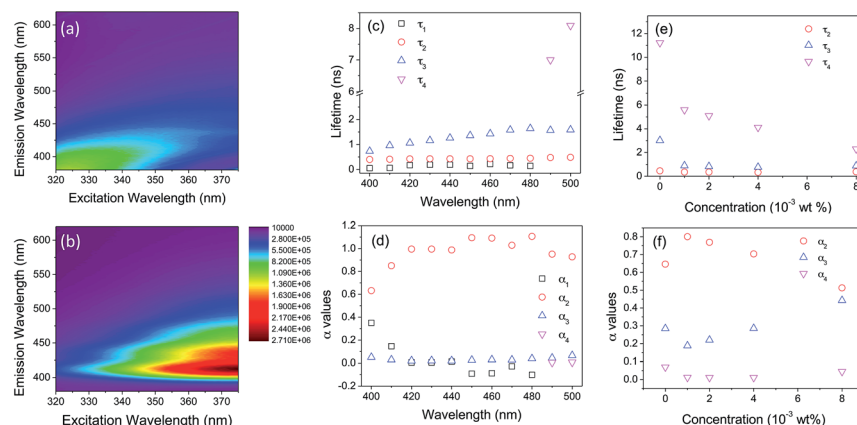 (a)
Emission Wavelength (nm)
600
550
500
450
400
320 330 340 350 360 370
Excitation Wavelength (nm)
(b)
Emission Wavelength (nm)
600
550
500
450
400
320 330 340 350 360 370
Excitation Wavelength (nm)
10000
2.800E+05
5.500E+05
8.200E+05
1.090E+06
1.360E+06
1.630E+06
1.900E+06
2.170E+06
2.440E+06
2.710E+06
(c)
τ1
τ2
τ3
τ4
Lifetime (ns)
8
6
2
1
0
400 420 440 460 480 500
Wavelength (nm)
(d)
α1
α2
α3
α4
α values
1.2
1.0
0.8
0.6
0.4
0.2
0.0
-0.2
400 420 440 460 480 500
Wavelength (nm)
(e)
τ2
τ3
τ4
Lifetime (ns)
12
10
8
6
4
2
0
0 2 4 6 8
Concentration (10-3 wt %)
(f)
α2
α3
α4
α values
0.8
0.7
0.6
0.5
0.4
0.3
0.2
0.1
0.0
0 2 4 6 8
Concentration (10-3 wt %)